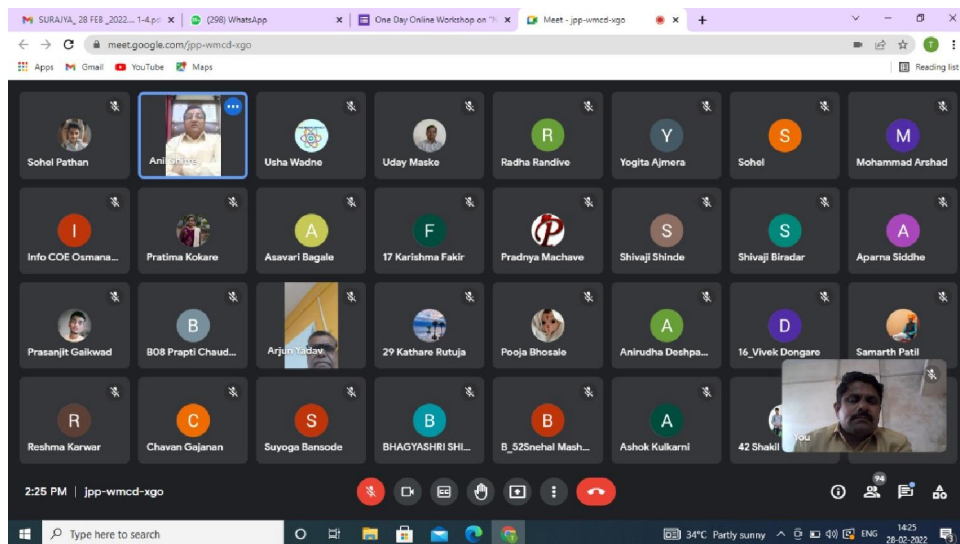 SURAJYA_ 28 FEB _2022... 1-4.pd
(298) WhatsApp
One Day Online Workshop on "h
Meet - jpp-wmcd-xgo
meet.google.com/jpp-wmcd-xgo
T
Apps Gmail YouTube Maps
Reading list
Sohel Pathan
Usha Wadne
Uday Maske
R
Radha Randive
Y
Yogita Ajmera
S
Sohel
M
Mohammad Arshad
I
Info COE Osmana...
Pratima Kokare
A
Asavari Bagale
F
17 Karishma Fakir
P
Pradnya Machave
S
Shivaji Shinde
S
Shivaji Biradar
A
Aparna Siddhe
Prasanjit Gaikwad
B
B08 Prapti Chaud...
Arjun Yadav
29 Kathare Rutuja
Pooja Bhosale
A
Anirudha Deshpa...
D
16_Vivek Dongare
Samarth Patil
R
Reshma Karwar
C
Chavan Gajanan
S
Suyoga Bansode
B
BHAGYASHRI SHI...
B
B_52Snehal Mash...
A
Ashok Kulkarni
42 Shakil
You
2:25 PM | jpp-wmcd-xgo
CC
94
Type here to search
34°C Partly sunny
ENG
14:25
28-02-2022